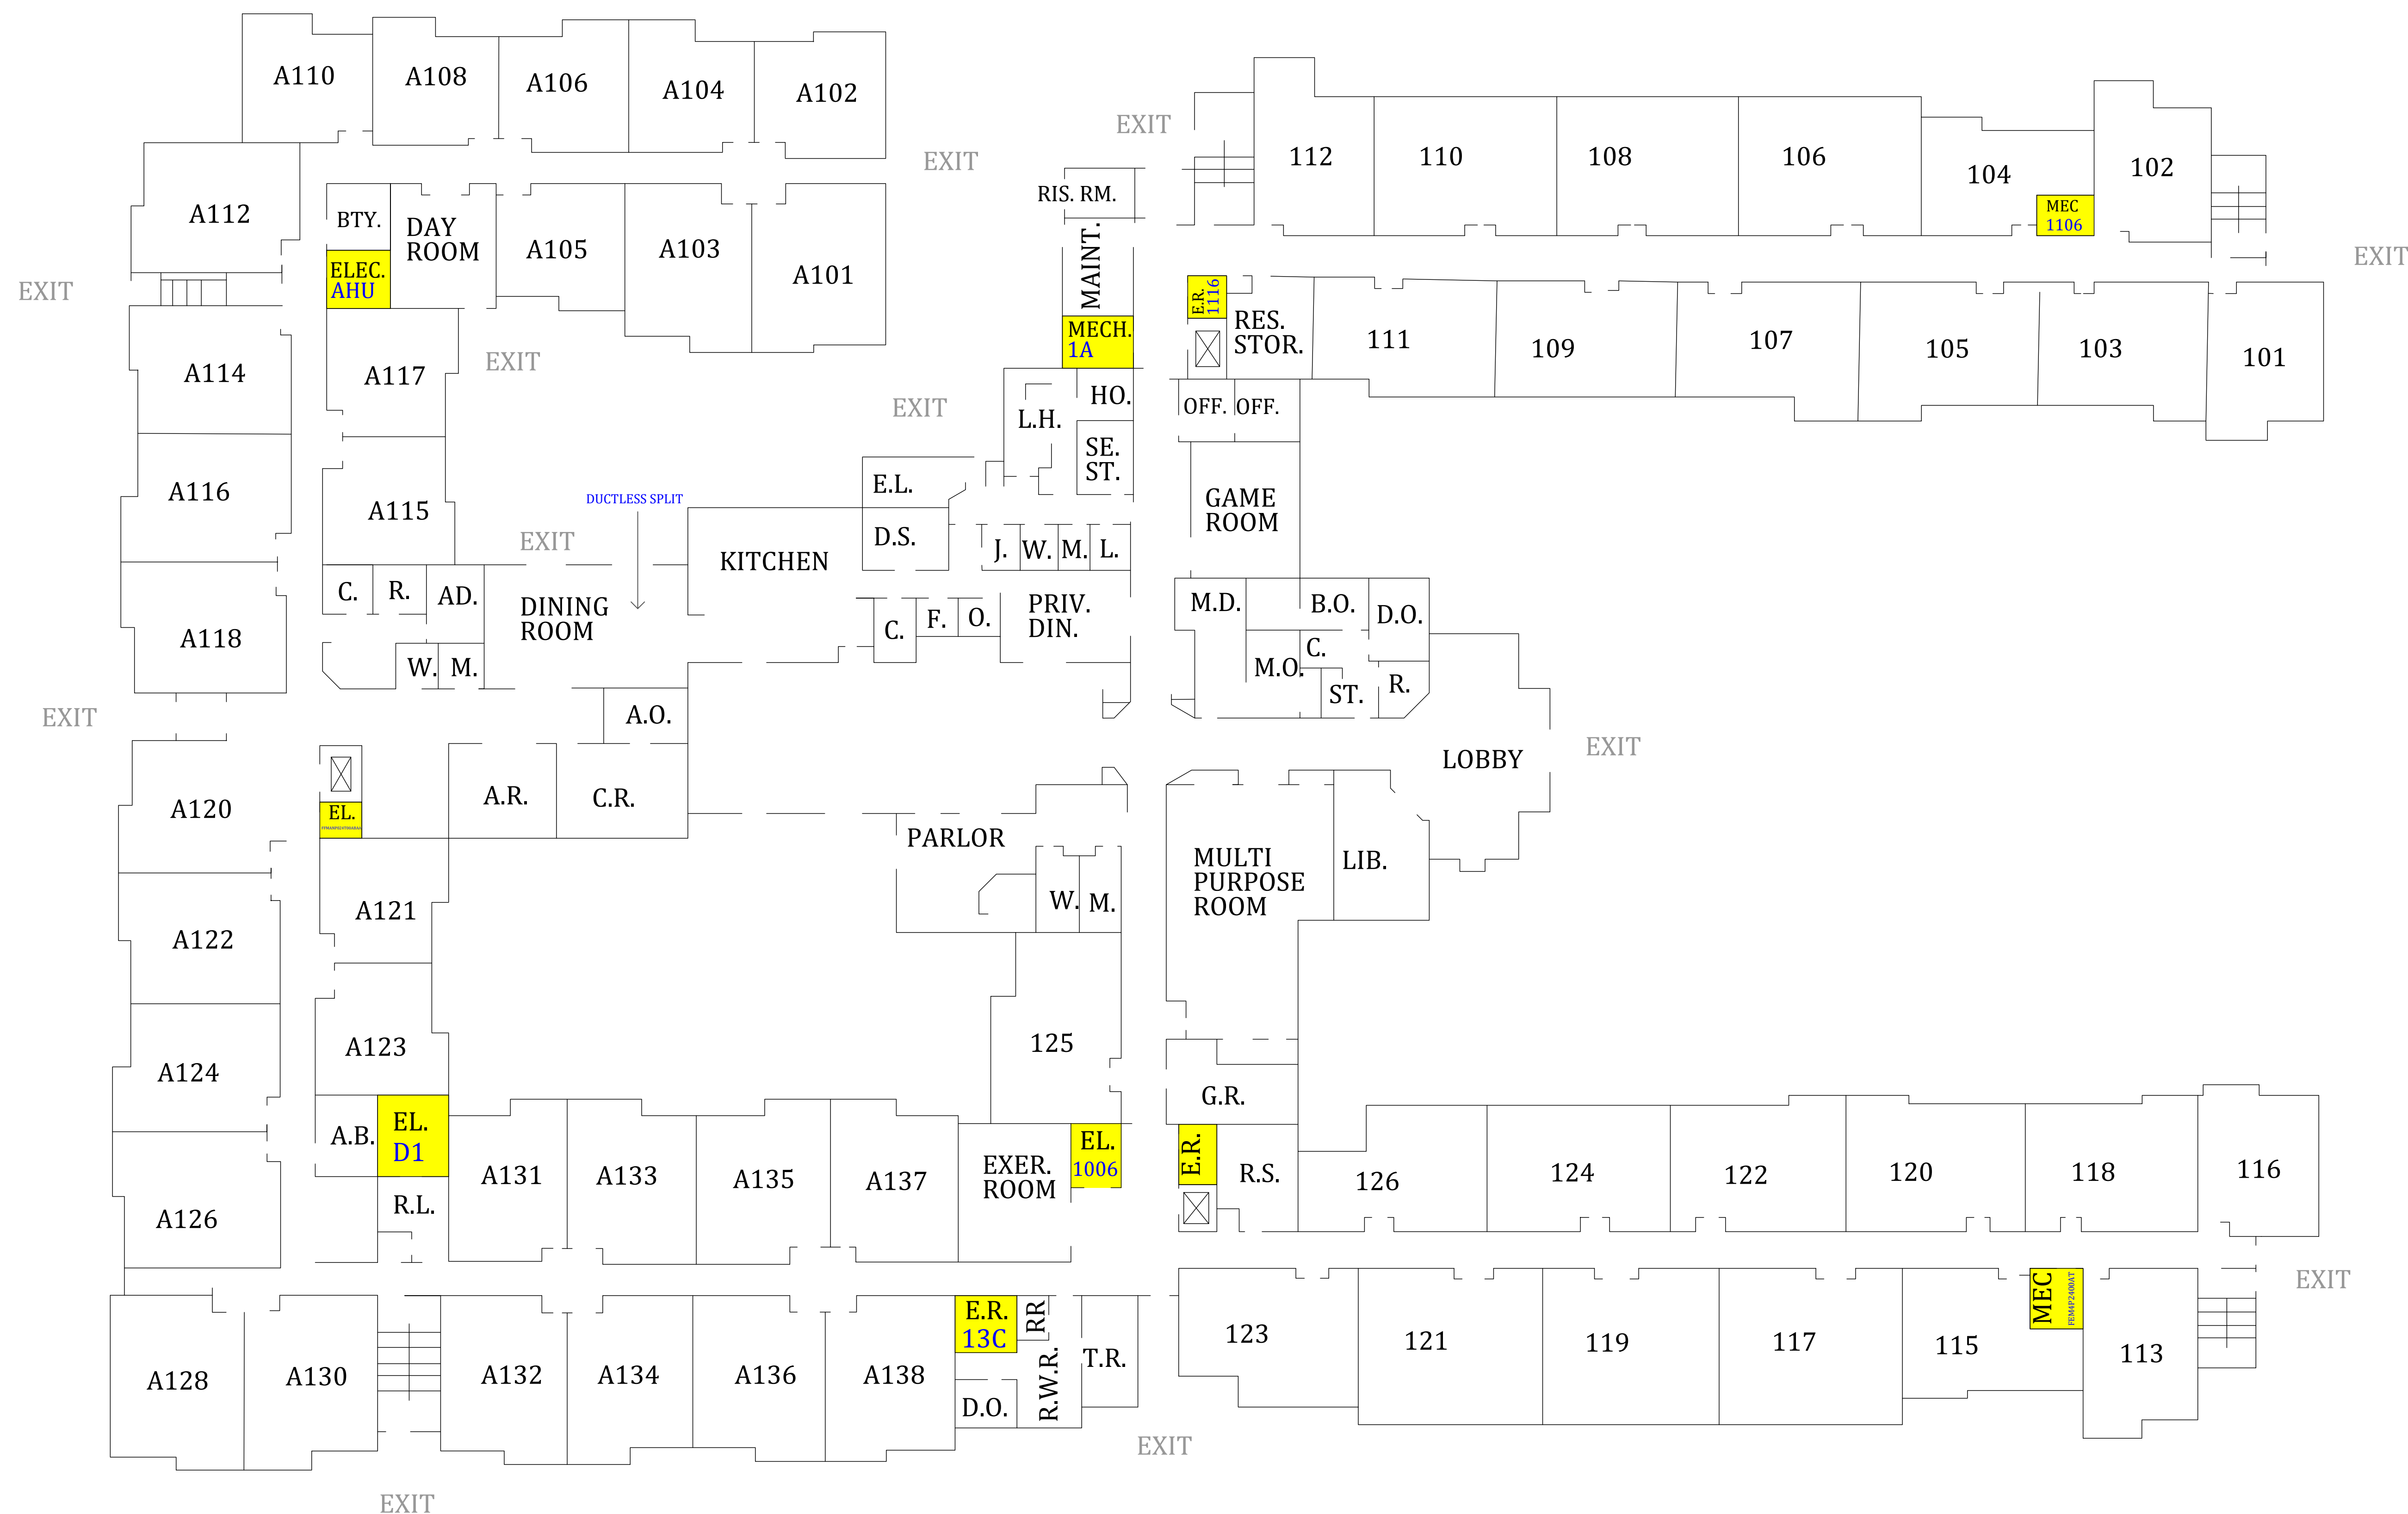 A110
A108
A106
A104
A102
EXIT
EXIT
112
110
108
106
104
102
MEC
1106
EXIT
RIS. RM.
MAINT.
MECH.
1A
A112
BTY.
DAY
ROOM
ELEC.
AHU
A105
A103
A101
EXIT
EXIT
E.R.
1116
RES.
STOR.
111
109
107
105
103
101
A114
A117
EXIT
L.H.
HO.
SE.
ST.
OFF.
OFF.
A116
A115
DUCTLESS SPLIT
EXIT
E.L.
D.S.
KITCHEN
J.
W.
M.
L.
GAME
ROOM
A118
C.
R.
AD.
DINING
ROOM
W.
M.
C.
F.
O.
PRIV.
DIN.
M.D.
B.O.
D.O.
M.O.
C.
ST.
R.
EXIT
A.O.
LOBBY
EXIT
A120
EL.
A.R.
C.R.
PARLOR
W.
M.
MULTI
PURPOSE
ROOM
LIB.
A122
A121
A124
A123
125
G.R.
A126
A.B.
EL.
D1
R.L.
A131
A133
A135
A137
EXER.
ROOM
EL.
1006
E.R.
R.S.
126
124
122
120
118
116
EXIT
A128
A130
A132
A134
A136
A138
E.R.
13C
RR
R.W.R.
D.O.
T.R.
123
121
119
117
115
MEC
FEM4P2400AT
113
EXIT
EXIT